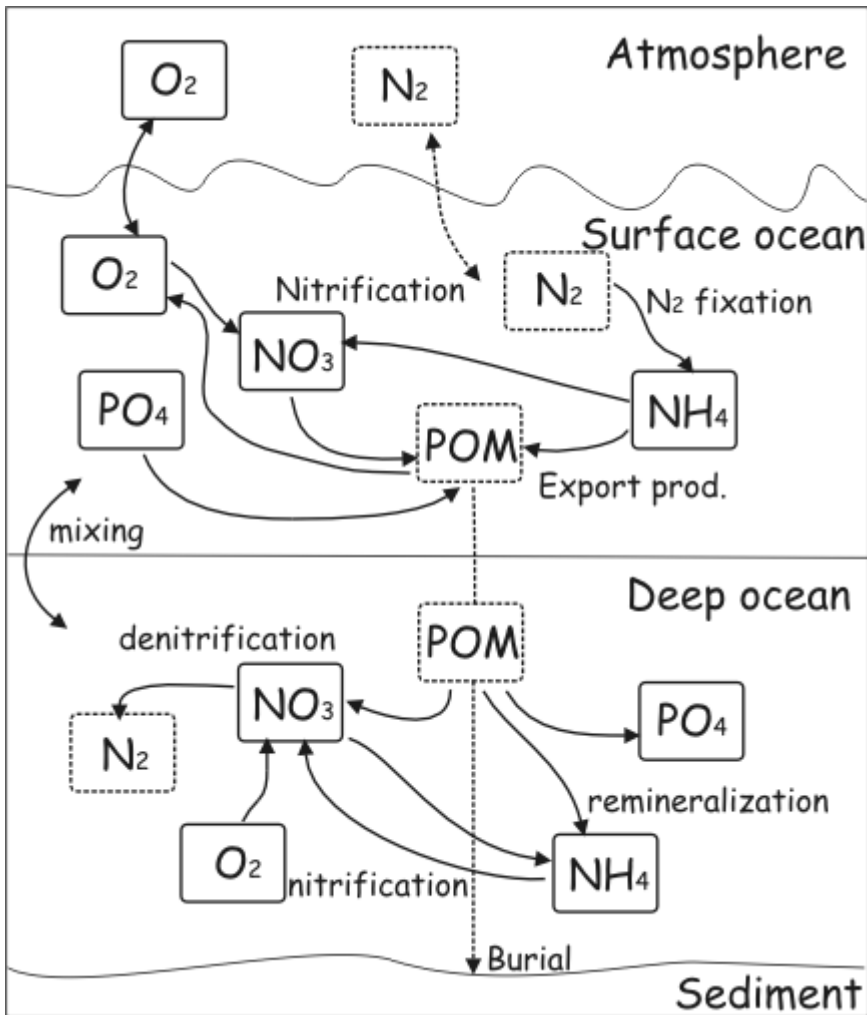 Atmosphere
O2
N2
Surface ocean
O2
Nitrification
N2
N2 fixation
NO3
PO4
NH4
POM
Export prod.
mixing
Deep ocean
denitrification
POM
NO3
PO4
N2
remineralization
O2
nitrification
NH4
Burial
Sediment